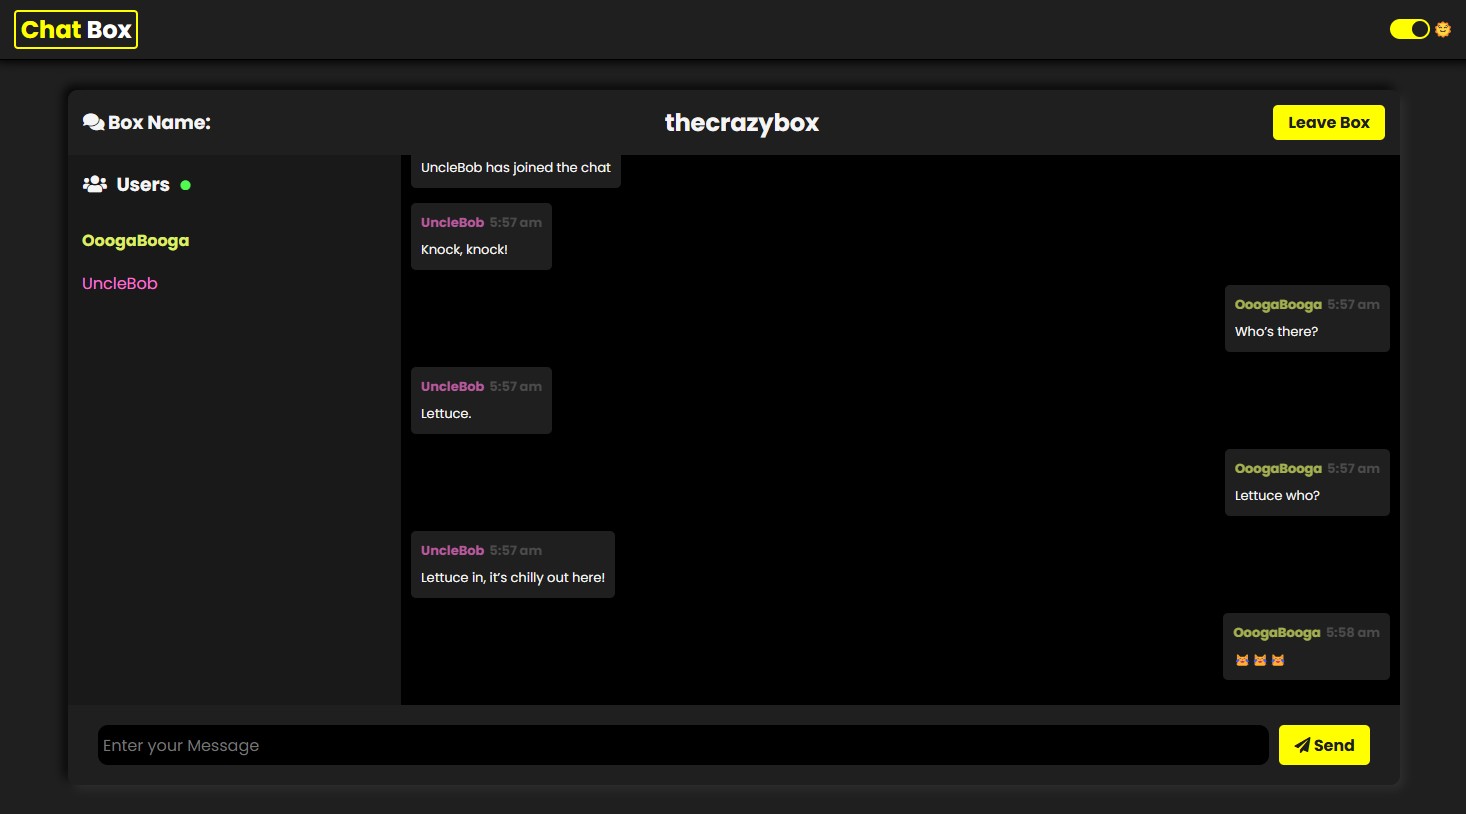 Chat Box
Box Name:
thecrazybox
Leave Box
Users
OoogaBooga
UncleBob
UncleBob has joined the chat
UncleBob 5:57 am
Knock, knock!
OoogaBooga 5:57 am
Who's there?
UncleBob 5:57 am
Lettuce.
OoogaBooga 5:57 am
Lettuce who?
UncleBob 5:57 am
Lettuce in, it's chilly out here!
OoogaBooga 5:58 am
😹 😹 😹
Enter your Message
Send